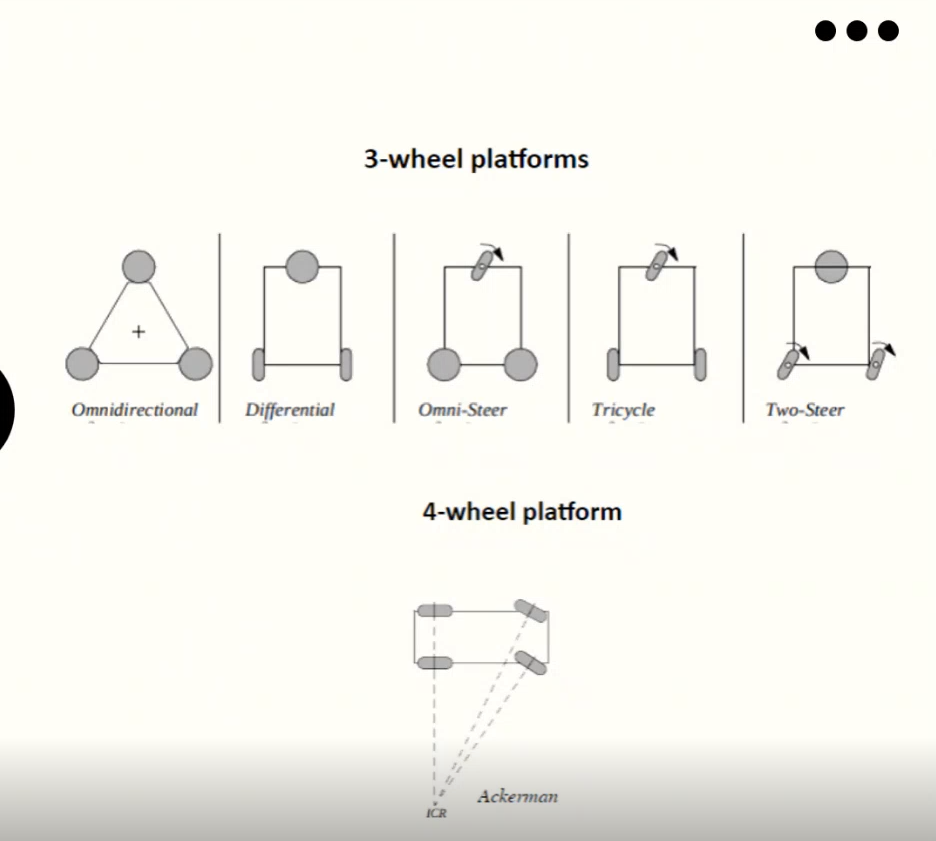 3-wheel platforms
Omnidirectional
Differential
Omni-Steer
Tricycle
Two-Steer
4-wheel platform
Ackerman
ICR